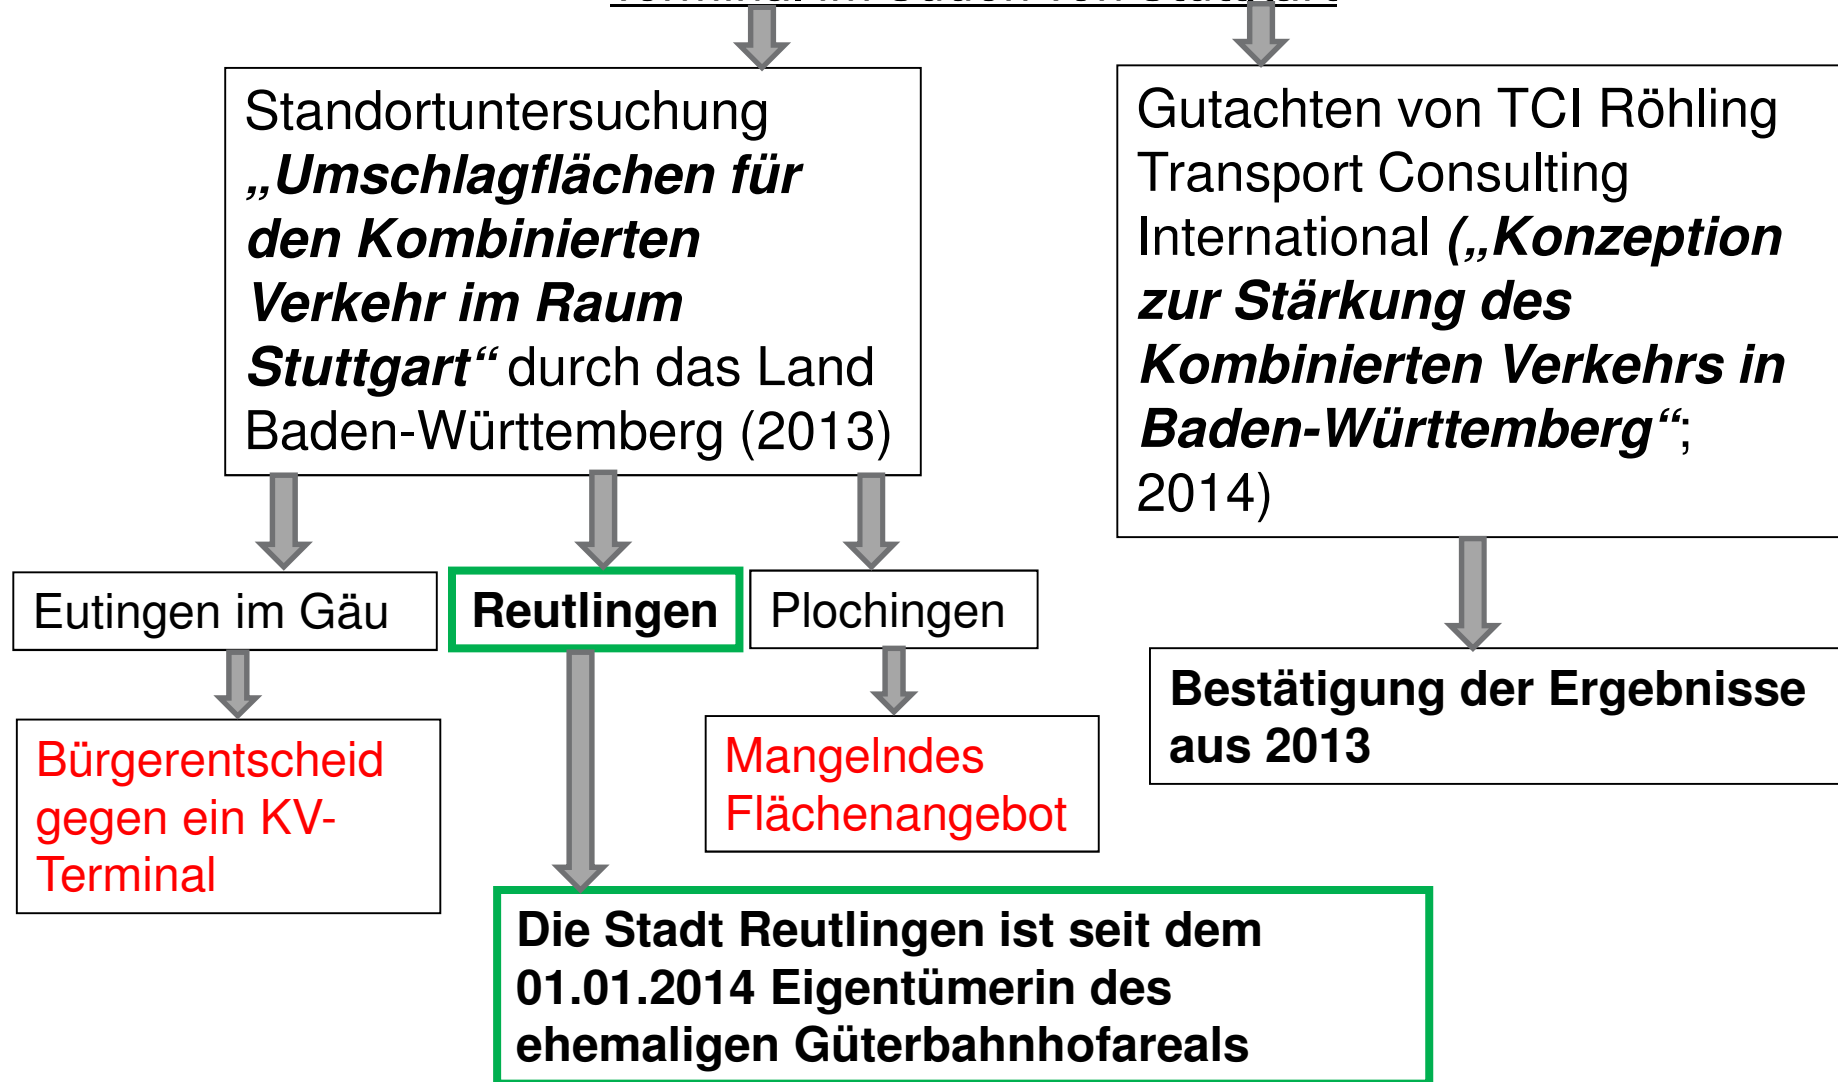 Standortuntersuchung
„Umschlagflächen für
den Kombinierten
Verkehr im Raum
Stuttgart“ durch das Land
Baden-Württemberg (2013)
Gutachten von TCI Röhling
Transport Consulting
International („Konzeption
zur Stärkung des
Kombinierten Verkehrs in
Baden-Württemberg“;
2014)
Eutingen im Gäu
Reutlingen
Plochingen
Bürgerentscheid
gegen ein KV-
Terminal
Mangelndes
Flächenangebot
Bestätigung der Ergebnisse
aus 2013
Die Stadt Reutlingen ist seit dem
01.01.2014 Eigentümerin des
ehemaligen Güterbahnhofareals